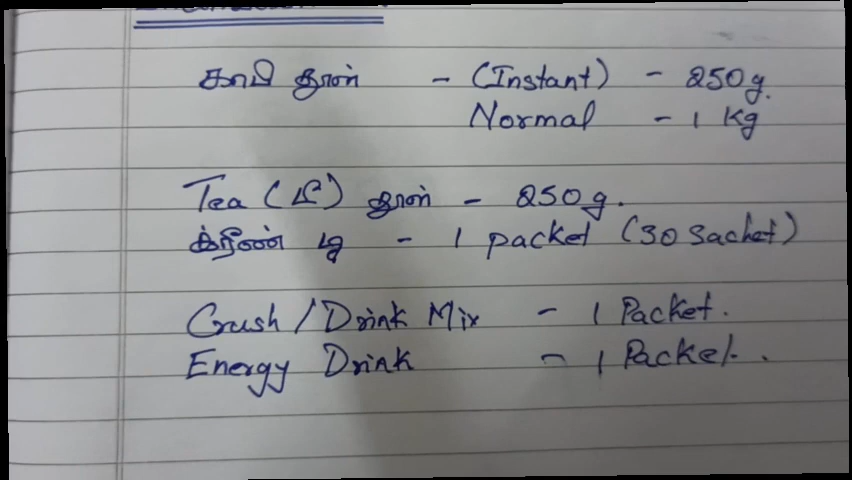 காபி தூள் - (Instant) - 250g.
Normal - 1 Kg
Tea (டீ) தூள் - 250g.
க்ரீண் டீ - 1 packet (30 Sachet)
Crush / Drink Mix - 1 Packet.
Energy Drink - 1 Packet.